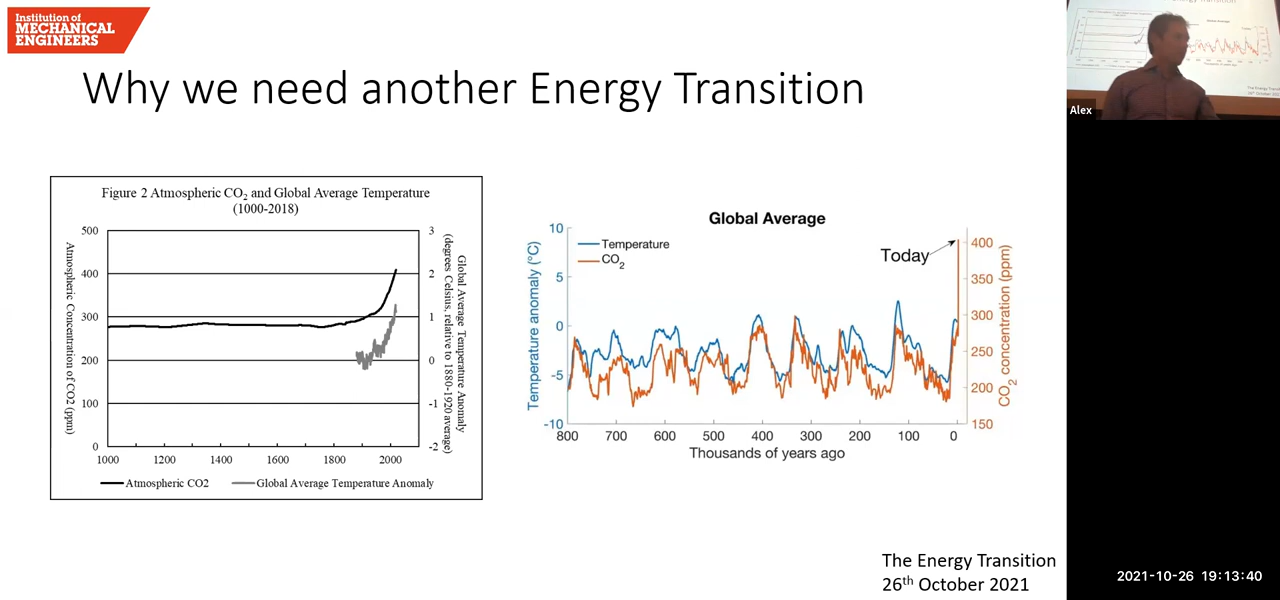 Institution of
MECHANICAL
ENGINEERS
Why we need another Energy Transition
Figure 2 Atmospheric CO2 and Global Average Temperature
(1000-2018)
500
400
300
200
100
0
Atmospheric Concentration of CO2 (ppm)
3
2
1
0
-1
-2
Global Average Temperature Anomaly
(degrees Celsius, relative to 1880-1920 average)
1000 1200 1400 1600 1800 2000
Atmospheric CO2 Global Average Temperature Anomaly
Global Average
10
5
0
-5
-10
Temperature anomaly (°C)
Temperature
CO2
Today
400
350
300
250
200
150
CO2 concentration (ppm)
800 700 600 500 400 300 200 100 0
Thousands of years ago
The Energy Transition
26th October 2021
Alex
2021-10-26 19:13:40